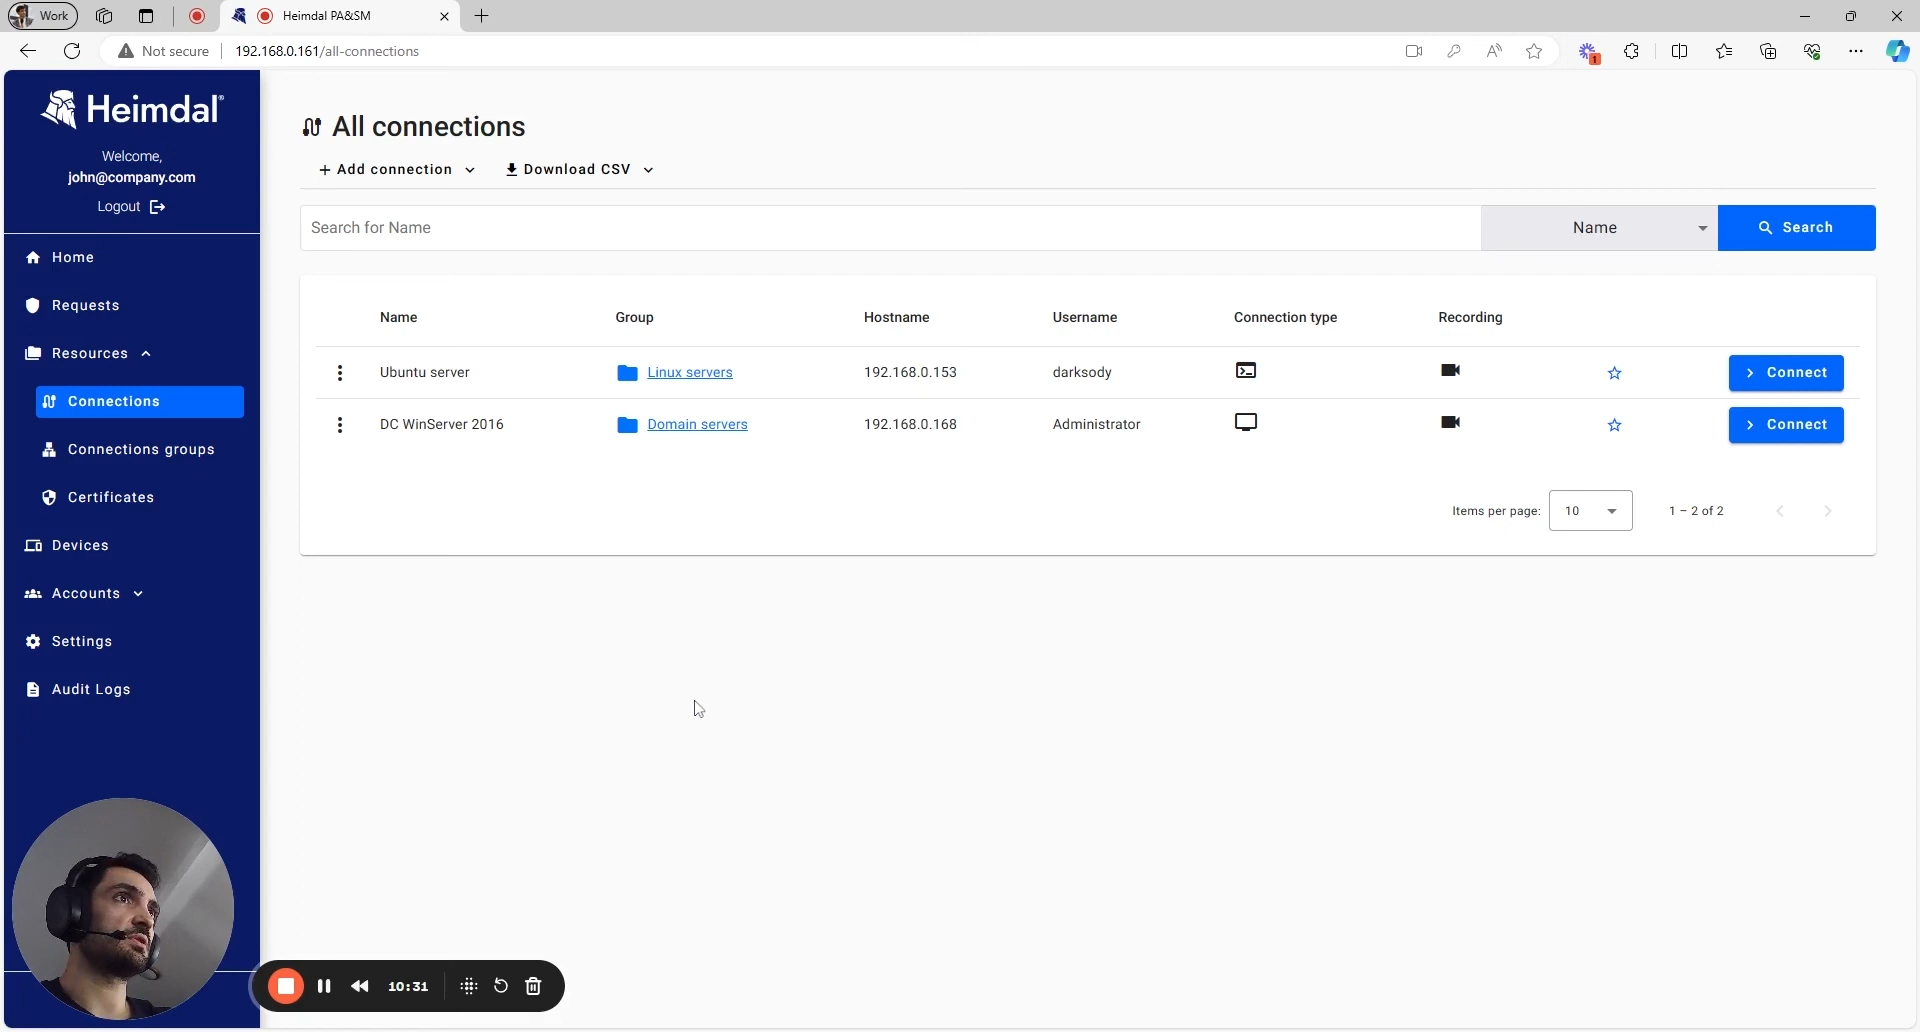 Work
Heimdal PA&SM
Not secure
192.168.0.161/all-connections
1
Heimdal®
Welcome,
john@company.com
Logout
Home
Requests
Resources
Connections
Connections groups
Certificates
Devices
Accounts
Settings
Audit Logs
All connections
+ Add connection
Download CSV
Search for Name
Name
Search
Name Group Hostname Username Connection type Recording
Ubuntu server Linux servers 192.168.0.153 darksody Connect
DC WinServer 2016 Domain servers 192.168.0.168 Administrator Connect
Items per page: 10 1 – 2 of 2
10:31